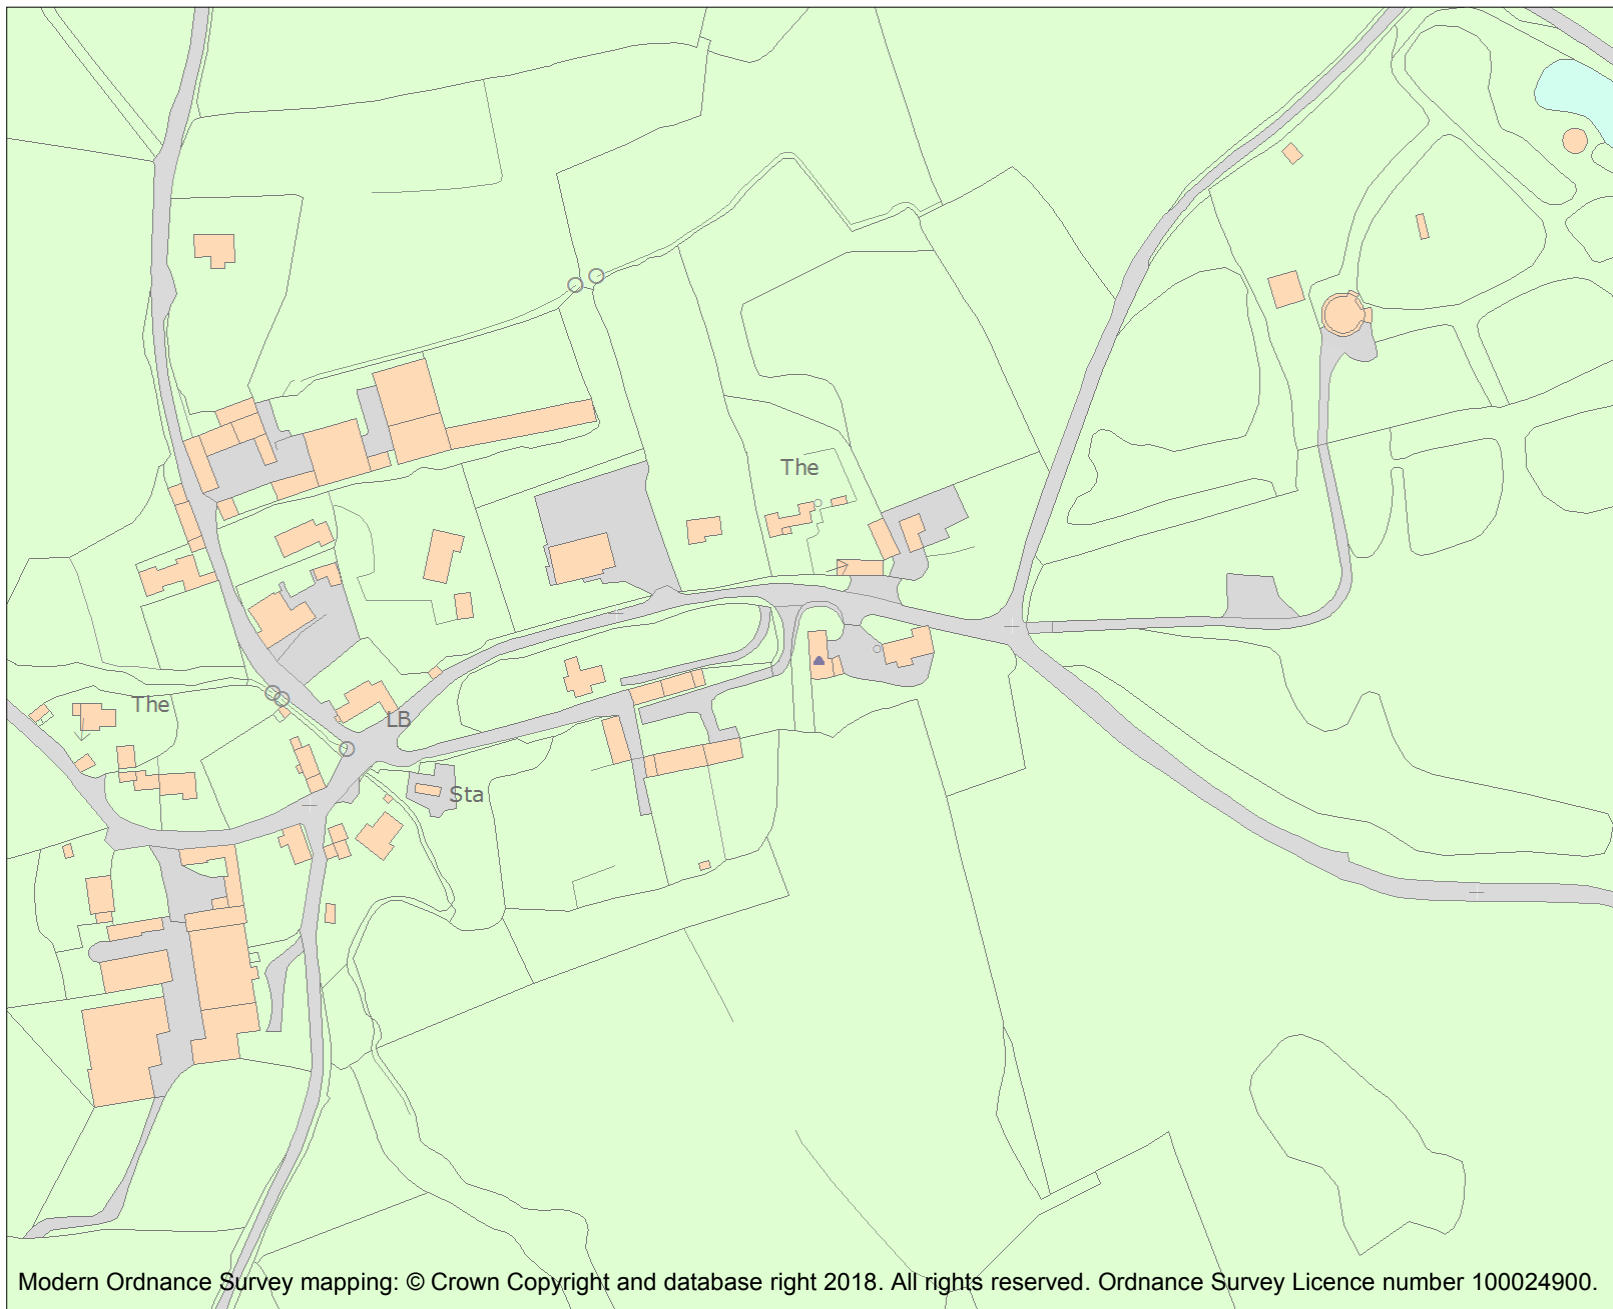 The
The
LB
Sta
Modern Ordnance Survey mapping: © Crown Copyright and database right 2018. All rights reserved. Ordnance Survey Licence number 100024900.